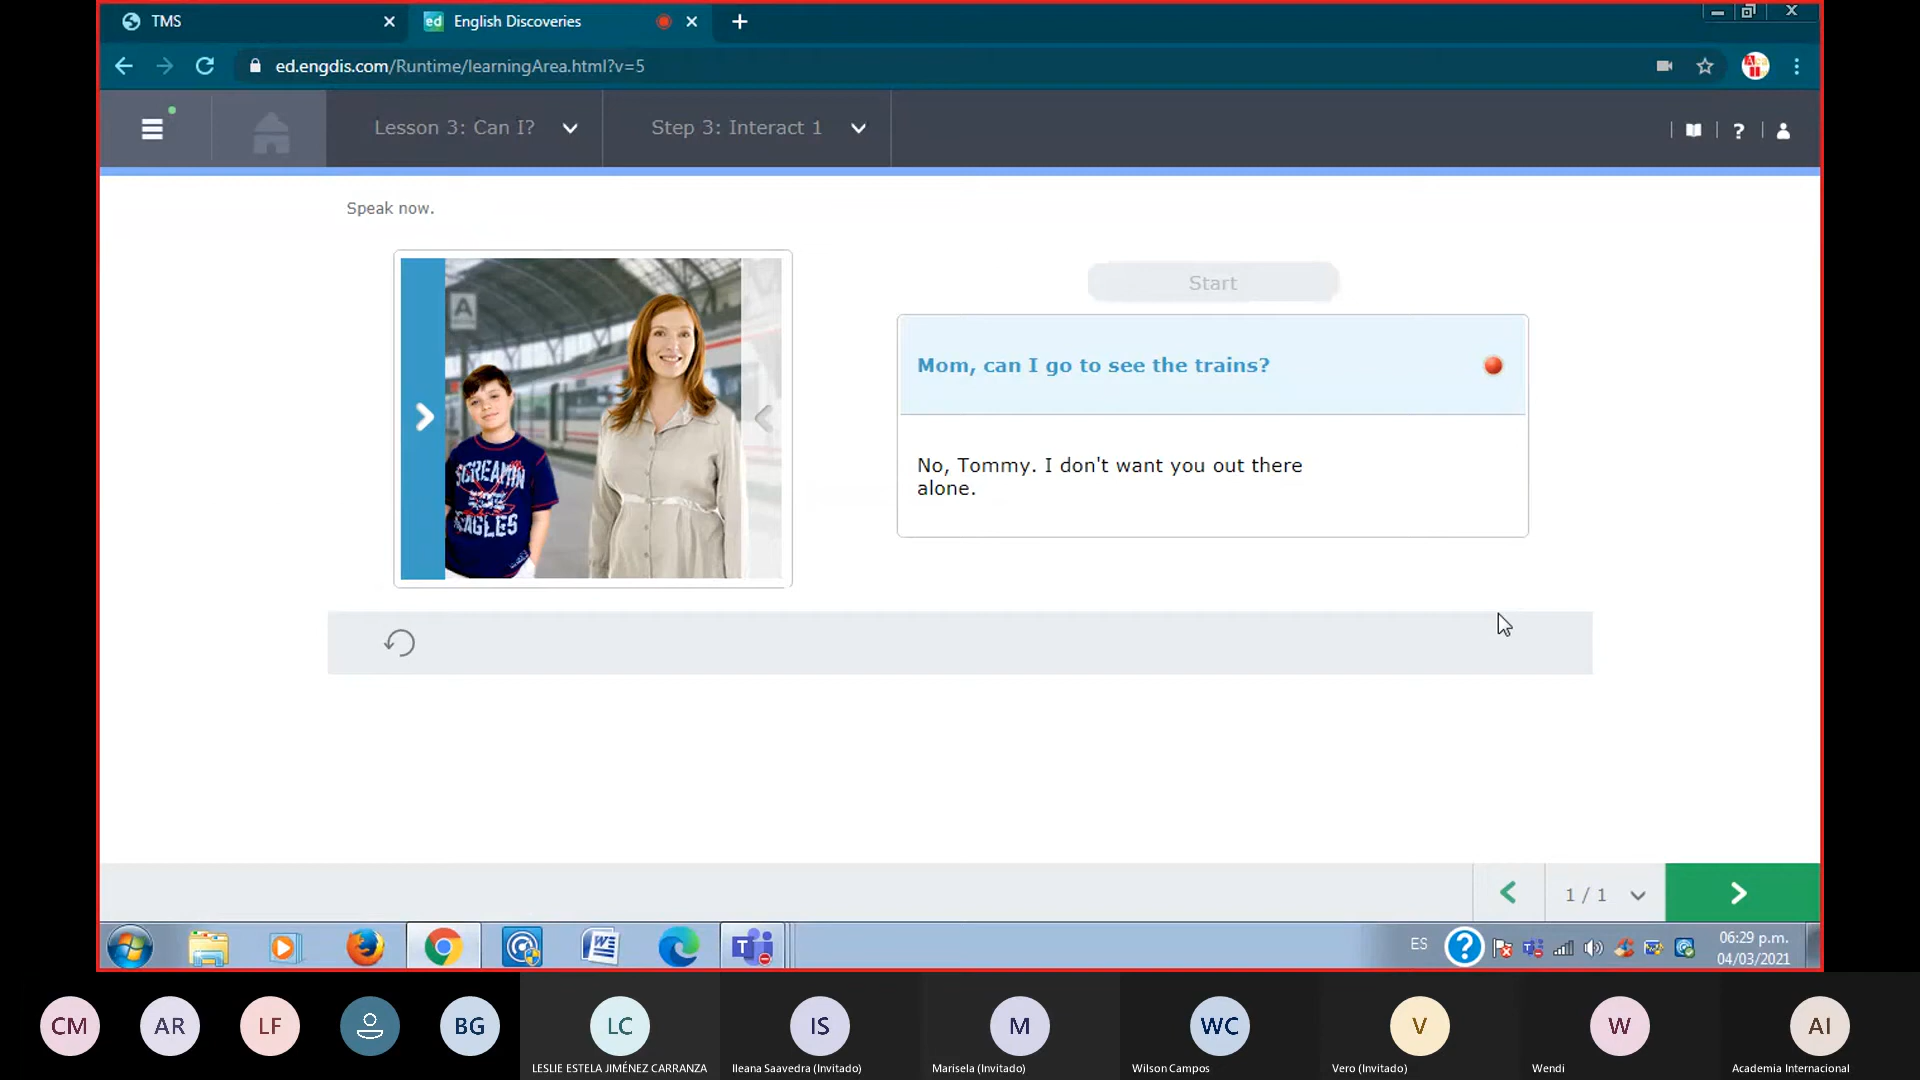 TMS
ed English Discoveries
ed.engdis.com/Runtime/learningArea.html?v=5
Lesson 3: Can I?
Step 3: Interact 1
?
Speak now.
A
SCREAMIN
EAGLES
Start
Mom, can I go to see the trains?
No, Tommy. I don't want you out there
alone.
1 / 1
ES
?
06:29 p.m.
04/03/2021
CM
AR
LF
BG
LC
IS
M
WC
V
W
AI
LESLIE ESTELA JIMÉNEZ CARRANZA
Ileana Saavedra (Invitado)
Marisela (Invitado)
Wilson Campos
Vero (Invitado)
Wendi
Academia Internacional